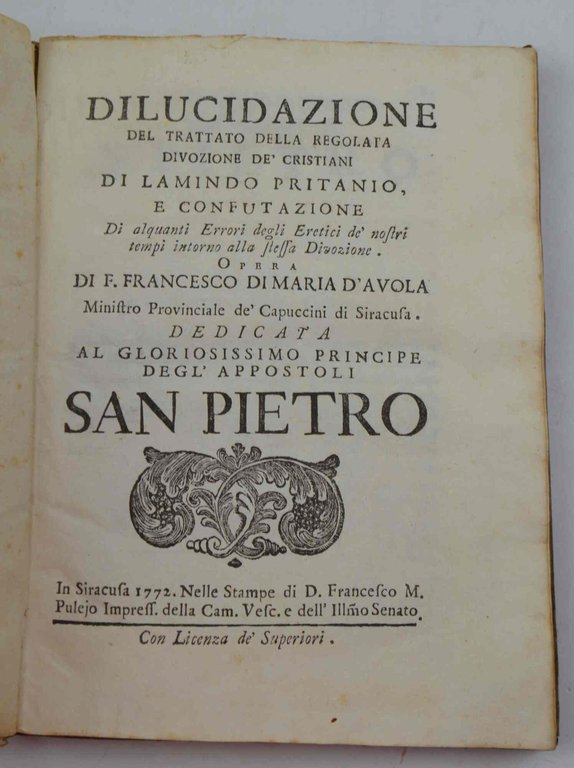 DILUCIDAZIONE
DEL TRATTATO DELLA REGOLATA
DIVOZIONE DE' CRISTIANI
DI LAMINDO PRITANIO,
E CONFUTAZIONE
Di alquanti Errori degli Eretici de' noſtri
tempi intorno alla ſteſſa Divozione.
OPERA
DI F. FRANCESCO DI MARIA D'AVOLA
Miniſtro Provinciale de' Capuccini di Siracuſa.
DEDICATA
AL GLORIOSISSIMO PRINCIPE
DEGL' APPOSTOLI
SAN PIETRO
In Siracuſa 1772. Nelle Stampe di D. Franceſco M.
Pulejo Impreſſ. della Cam. Veſc. e dell' Illm̃o Senato.
Con Licenza de' Superiori.